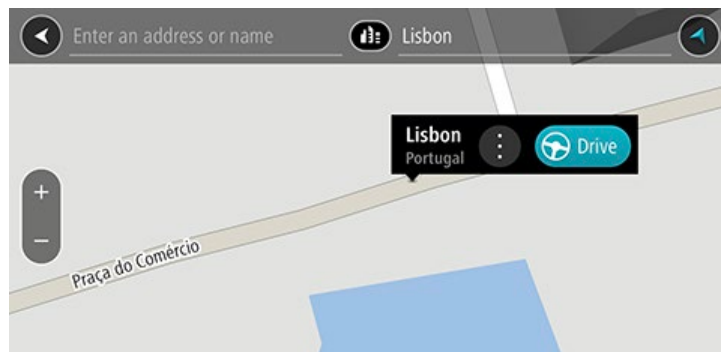 Enter an address or name
Lisbon
Lisbon
Portugal
Drive
Praça do Comércio